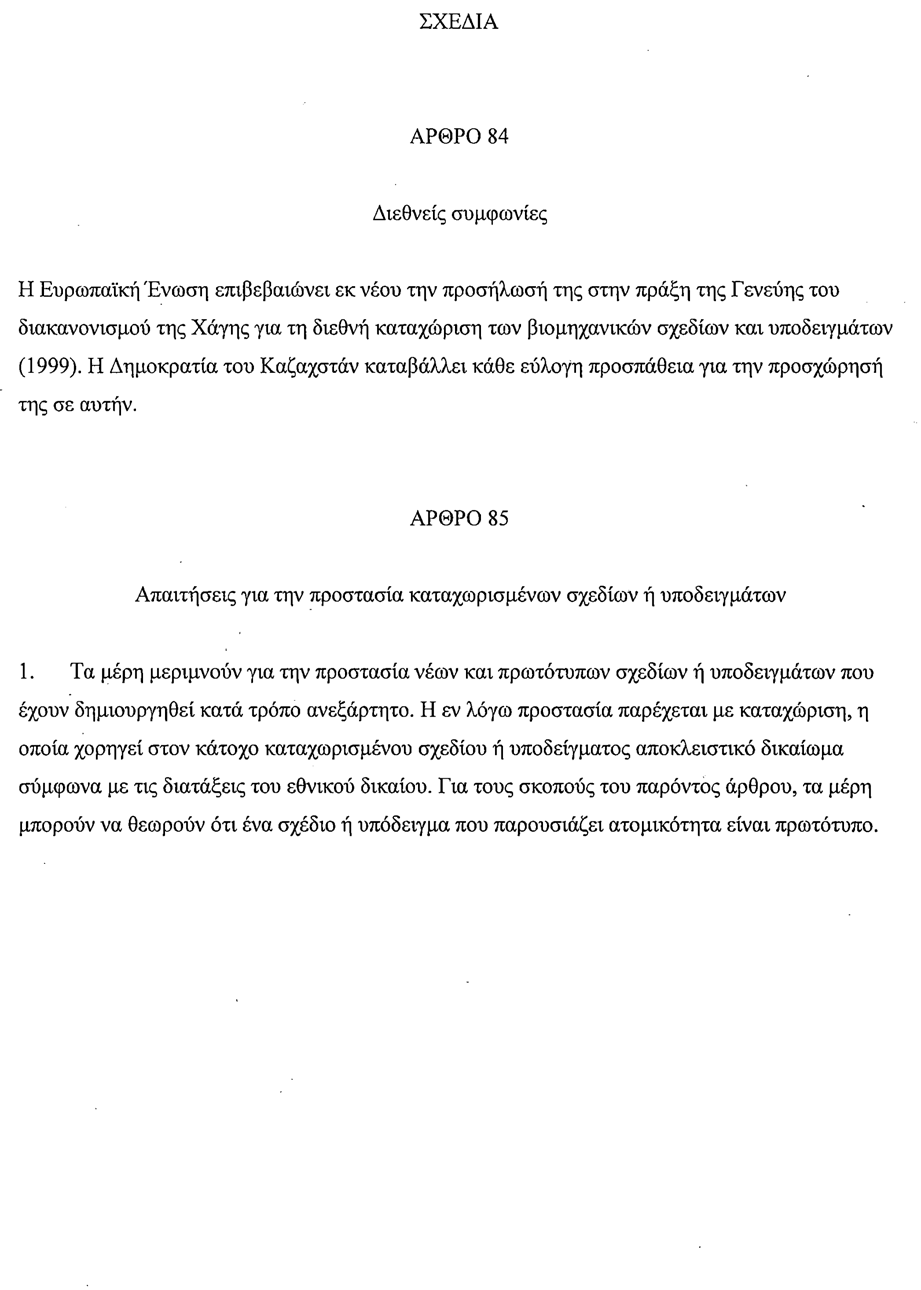 ΣΧΕΔΙΑ
ΑΡΘΡΟ 84
Διεθνείς συμφωνίες
Η Ευρωπαϊκή Ένωση επιβεβαιώνει εκ νέου την προσήλωσή της στην πράξη της Γενεύης του
διακανονισμού της Χάγης για τη διεθνή καταχώριση των βιομηχανικών σχεδίων και υποδειγμάτων
(1999). Η Δημοκρατία του Καζαχστάν καταβάλλει κάθε εύλογη προσπάθεια για την προσχώρησή
της σε αυτήν.
ΑΡΘΡΟ 85
Απαιτήσεις για την προστασία καταχωρισμένων σχεδίων ή υποδειγμάτων
1. Τα μέρη μεριμνούν για την προστασία νέων και πρωτότυπων σχεδίων ή υποδειγμάτων που
έχουν δημιουργηθεί κατά τρόπο ανεξάρτητο. Η εν λόγω προστασία παρέχεται με καταχώριση, η
οποία χορηγεί στον κάτοχο καταχωρισμένου σχεδίου ή υποδείγματος αποκλειστικό δικαίωμα
σύμφωνα με τις διατάξεις του εθνικού δικαίου. Για τους σκοπούς του παρόντος άρθρου, τα μέρη
μπορούν να θεωρούν ότι ένα σχέδιο ή υπόδειγμα που παρουσιάζει ατομικότητα είναι πρωτότυπο.